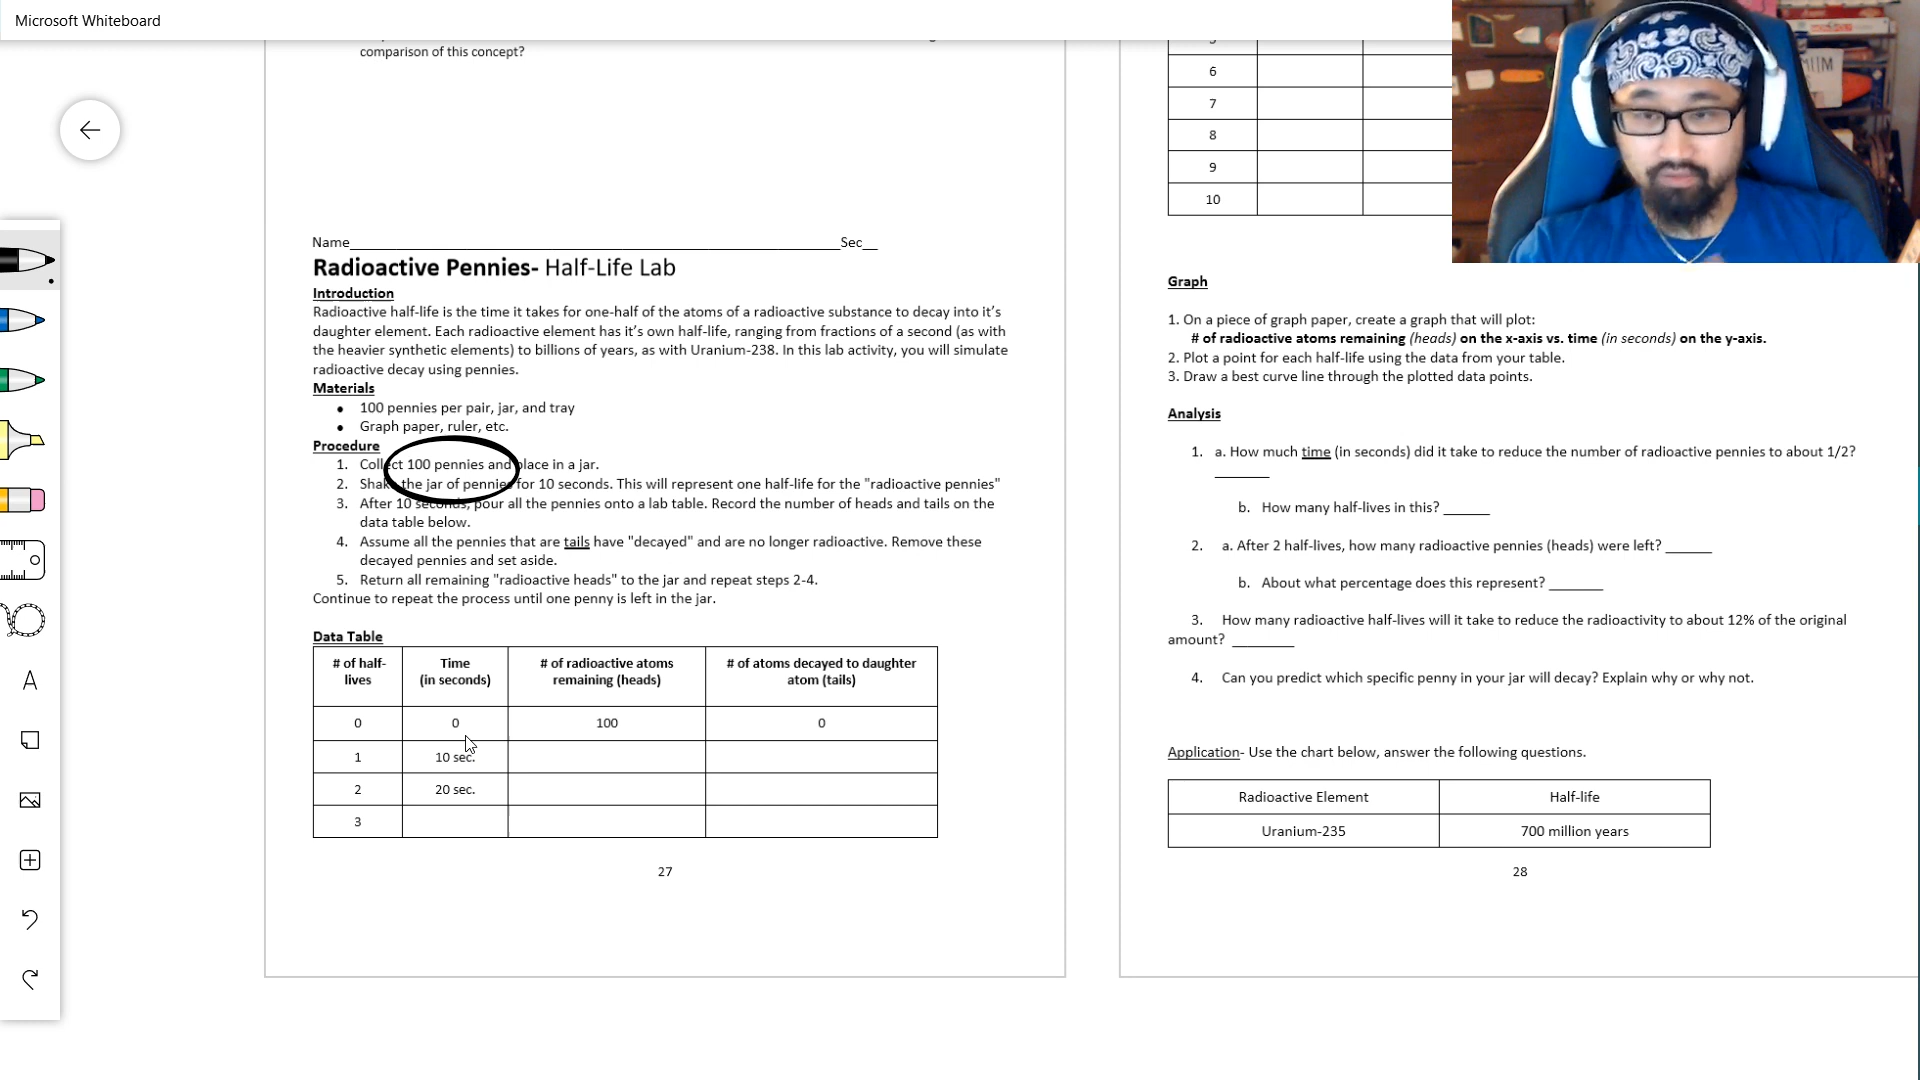 Microsoft Whiteboard
comparison of this concept?
Name Sec
Radioactive Pennies- Half-Life Lab
Introduction
Radioactive half-life is the time it takes for one-half of the atoms of a radioactive substance to decay into it's
daughter element. Each radioactive element has it's own half-life, ranging from fractions of a second (as with
the heavier synthetic elements) to billions of years, as with Uranium-238. In this lab activity, you will simulate
radioactive decay using pennies.
Materials
• 100 pennies per pair, jar, and tray
• Graph paper, ruler, etc.
Procedure
1. Collect 100 pennies and place in a jar.
2. Shake the jar of pennies for 10 seconds. This will represent one half-life for the "radioactive pennies"
3. After 10 seconds, pour all the pennies onto a lab table. Record the number of heads and tails on the
data table below.
4. Assume all the pennies that are tails have "decayed" and are no longer radioactive. Remove these
decayed pennies and set aside.
5. Return all remaining "radioactive heads" to the jar and repeat steps 2-4.
Continue to repeat the process until one penny is left in the jar.
Data Table
# of half-lives Time (in seconds) # of radioactive atoms remaining (heads) # of atoms decayed to daughter atom (tails)
0 0 100 0
1 10 sec.
2 20 sec.
3
27
6
7
8
9
10
Graph
1. On a piece of graph paper, create a graph that will plot:
# of radioactive atoms remaining (heads) on the x-axis vs. time (in seconds) on the y-axis.
2. Plot a point for each half-life using the data from your table.
3. Draw a best curve line through the plotted data points.
Analysis
1. a. How much time (in seconds) did it take to reduce the number of radioactive pennies to about 1/2?
b. How many half-lives in this?
2. a. After 2 half-lives, how many radioactive pennies (heads) were left?
b. About what percentage does this represent?
3. How many radioactive half-lives will it take to reduce the radioactivity to about 12% of the original
amount?
4. Can you predict which specific penny in your jar will decay? Explain why or why not.
Application- Use the chart below, answer the following questions.
Radioactive Element Half-life
Uranium-235 700 million years
28